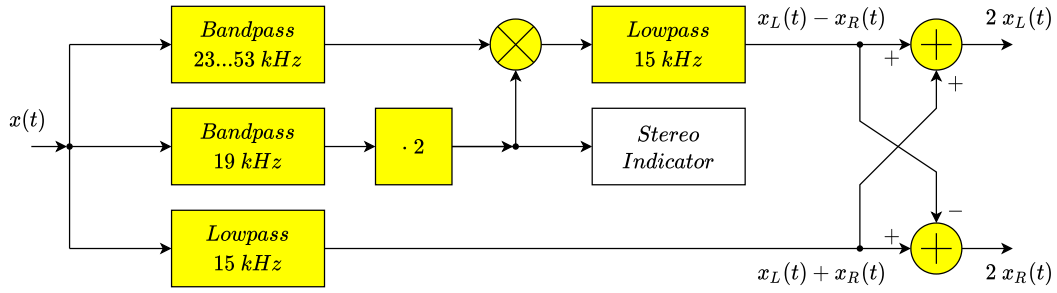 x_L(t) − x_R(t)
2 x_L(t)
Bandpass
23...53 kHz
Lowpass
15 kHz
+
+
x(t)
Bandpass
19 kHz
· 2
Stereo
Indicator
−
Lowpass
15 kHz
+
x_L(t) + x_R(t)
2 x_R(t)